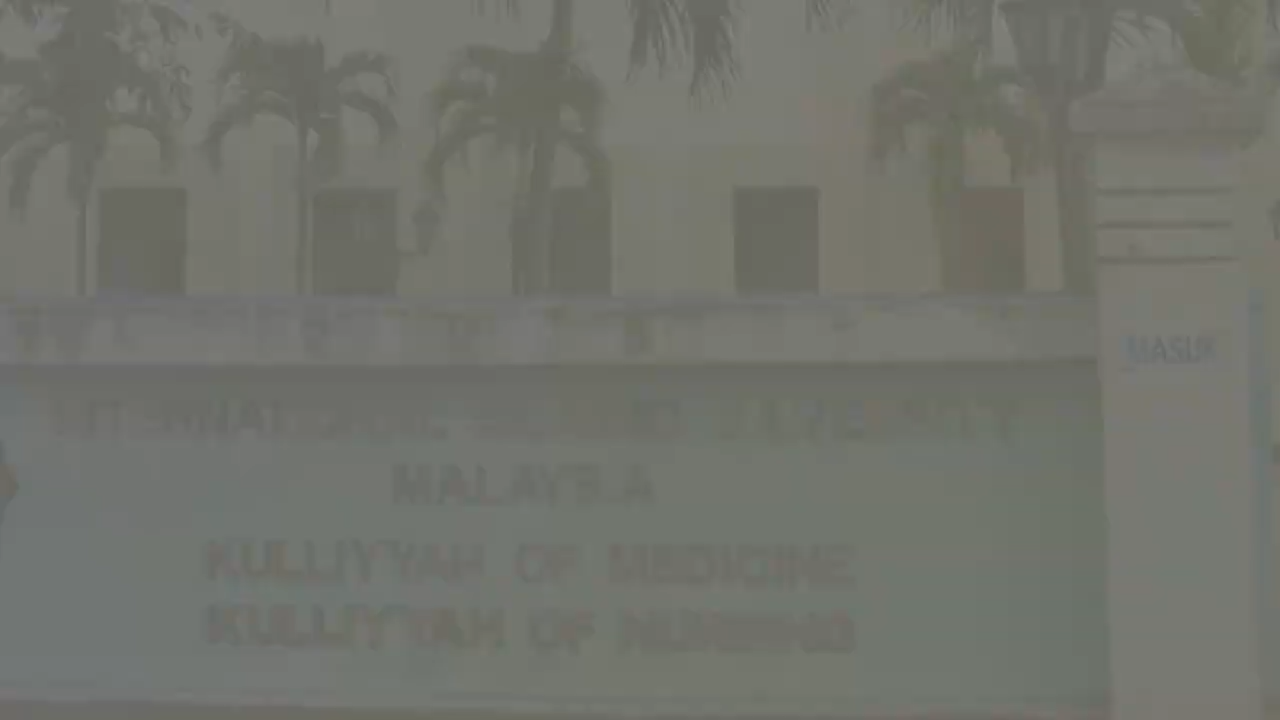 INTERNATIONAL ISLAMIC UNIVERSITY
MALAYSIA
KULLIYYAH OF MEDICINE
KULLIYYAH OF NURSING
MASUK